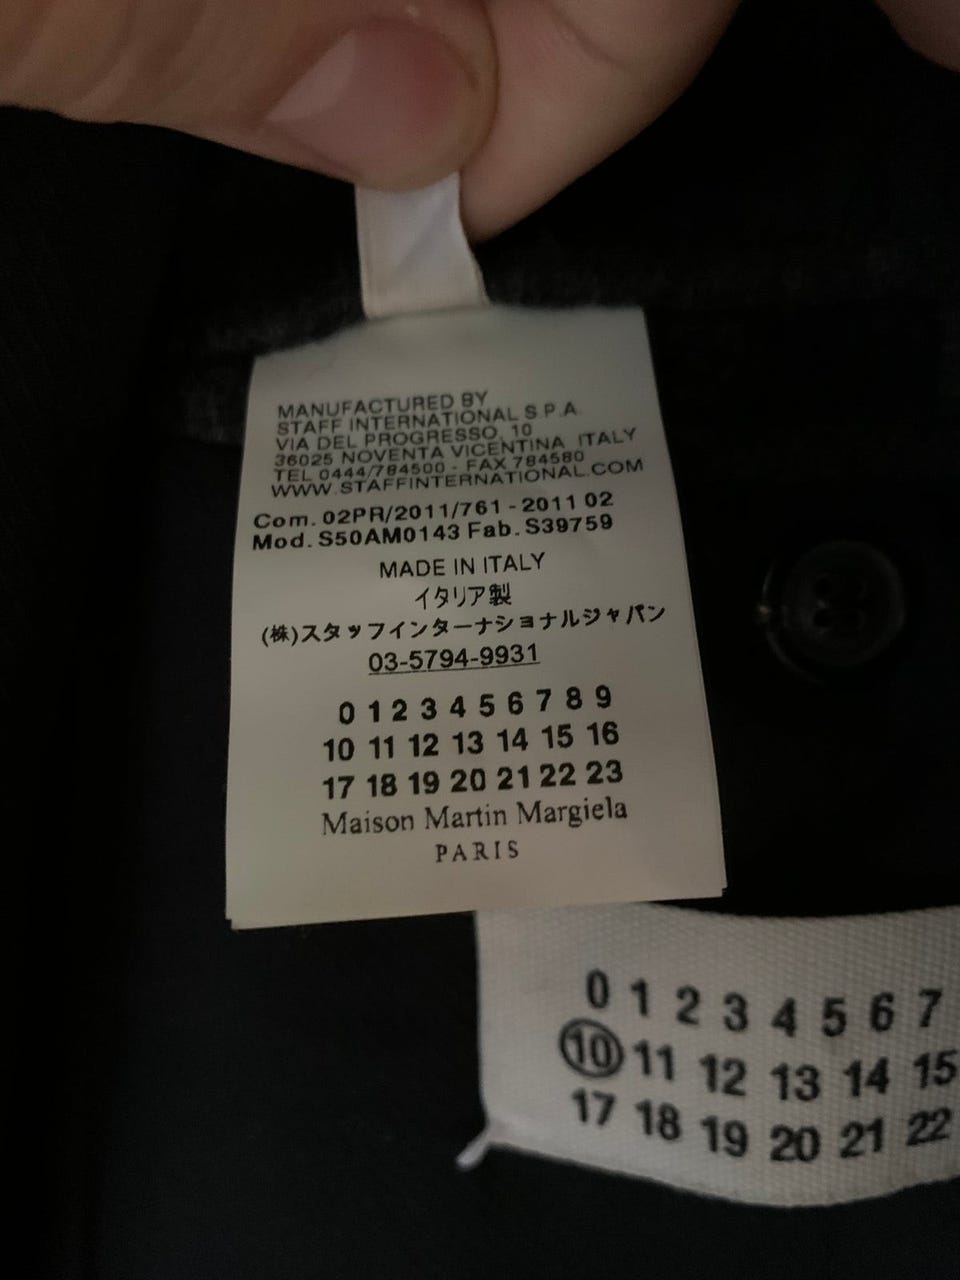 MANUFACTURED BY
STAFF INTERNATIONAL S.P.A.
VIA DEL PROGRESSO, 10
36025 NOVENTA VICENTINA, ITALY
TEL 0444/784500 - FAX 784580
WWW.STAFFINTERNATIONAL.COM
Com. 02PR/2011/761 - 2011 02
Mod. S50AM0143 Fab. S39759
MADE IN ITALY
イタリア製
(株)スタッフインターナショナルジャパン
03-5794-9931
0 1 2 3 4 5 6 7 8 9
10 11 12 13 14 15 16
17 18 19 20 21 22 23
Maison Martin Margiela
PARIS
0 1 2 3 4 5 6 7
10 11 12 13 14 15
17 18 19 20 21 22